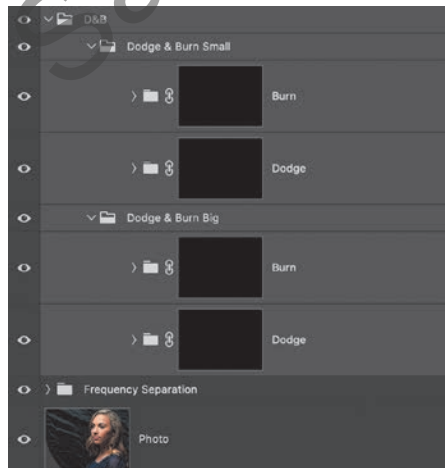 D&B
Dodge & Burn Small
Burn
Dodge
Dodge & Burn Big
Burn
Dodge
Frequency Separation
Photo